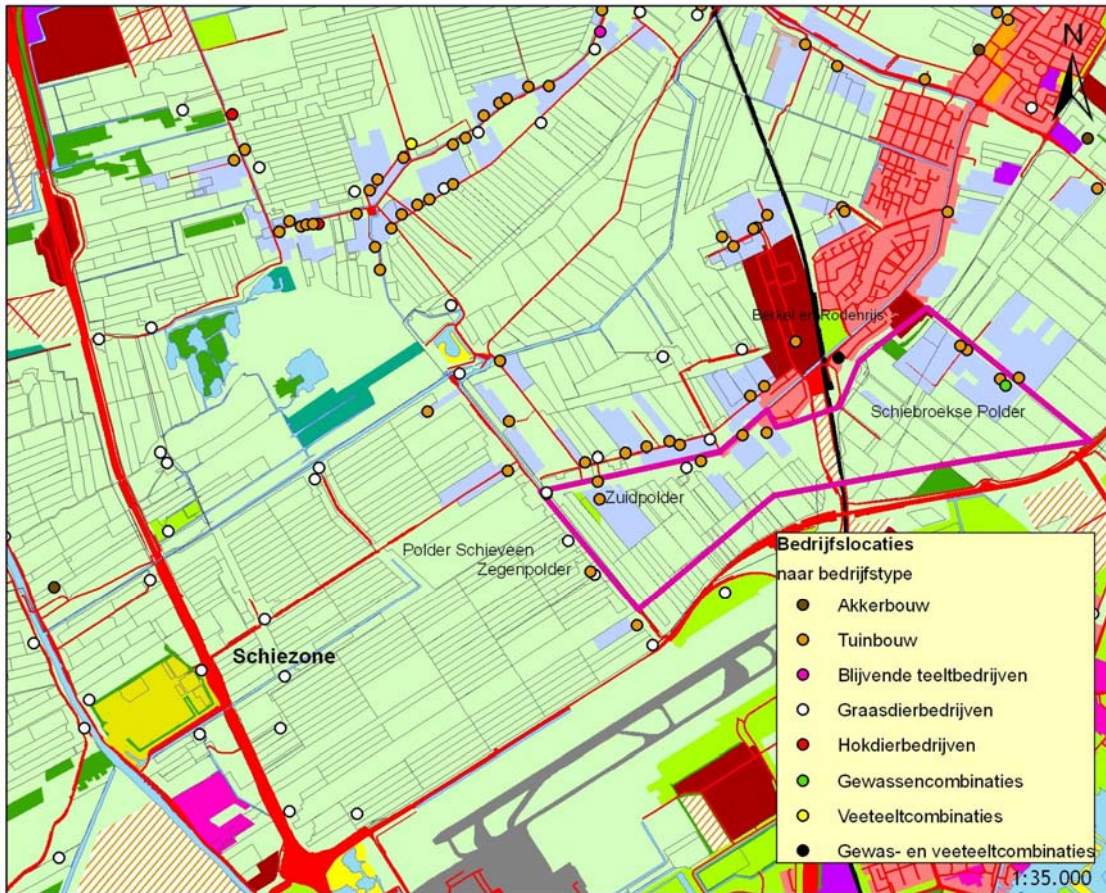 N
Berkel en Rodenrijs
Schiebroekse Polder
Zuidpolder
Polder Schieveen
Zegenpolder
Schiezone
Bedrijfslocaties
naar bedrijfstype
Akkerbouw
Tuinbouw
Blijvende teeltbedrijven
Graasdierbedrijven
Hokdierbedrijven
Gewassencombinaties
Veeteeltcombinaties
Gewas- en veeteeltcombinaties
1:35.000